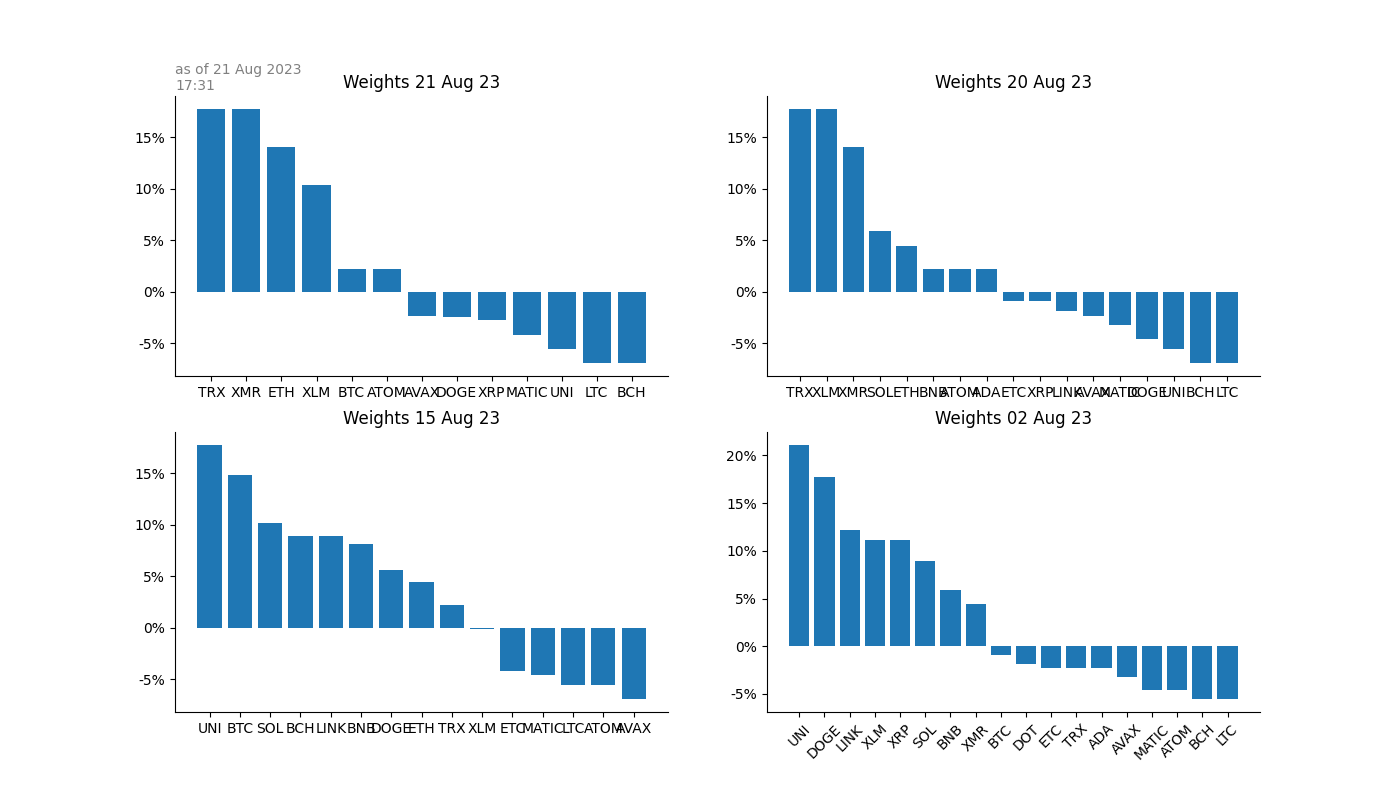 as of 21 Aug 2023
17:31
Weights 21 Aug 23
15%
10%
5%
0%
-5%
TRX XMR ETH XLM BTC ATOM AVAX DOGE XRP MATIC UNI LTC BCH
Weights 20 Aug 23
15%
10%
5%
0%
-5%
TRX XLM XMR SOL ETH BNB ATOM ADA ETC XRP LINK AVAX MATIC DOGE UNI BCH LTC
Weights 15 Aug 23
15%
10%
5%
0%
-5%
UNI BTC SOL BCH LINK BNB DOGE ETH TRX XLM ETC MATIC LTC ATOM AVAX
Weights 02 Aug 23
20%
15%
10%
5%
0%
-5%
UNI DOGE LINK XLM XRP SOL BNB XMR BTC DOT ETC TRX ADA AVAX MATIC ATOM BCH LTC